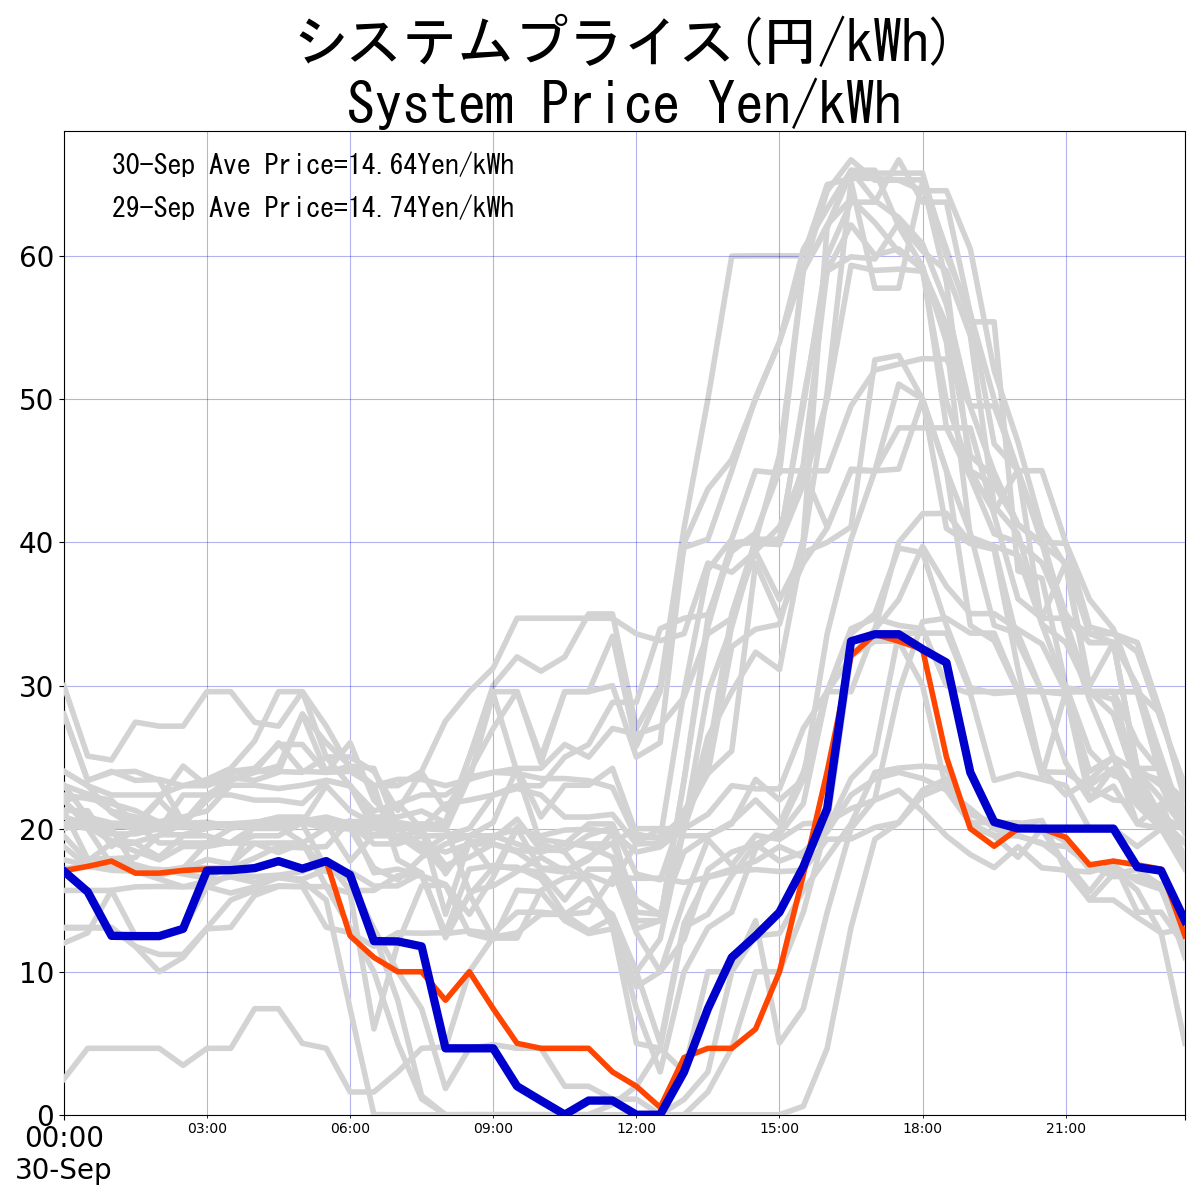 システムプライス(円/kWh)
System Price Yen/kWh
30-Sep Ave Price=14.64Yen/kWh
29-Sep Ave Price=14.74Yen/kWh
60
50
40
30
20
10
0
00:00 03:00 06:00 09:00 12:00 15:00 18:00 21:00
30-Sep